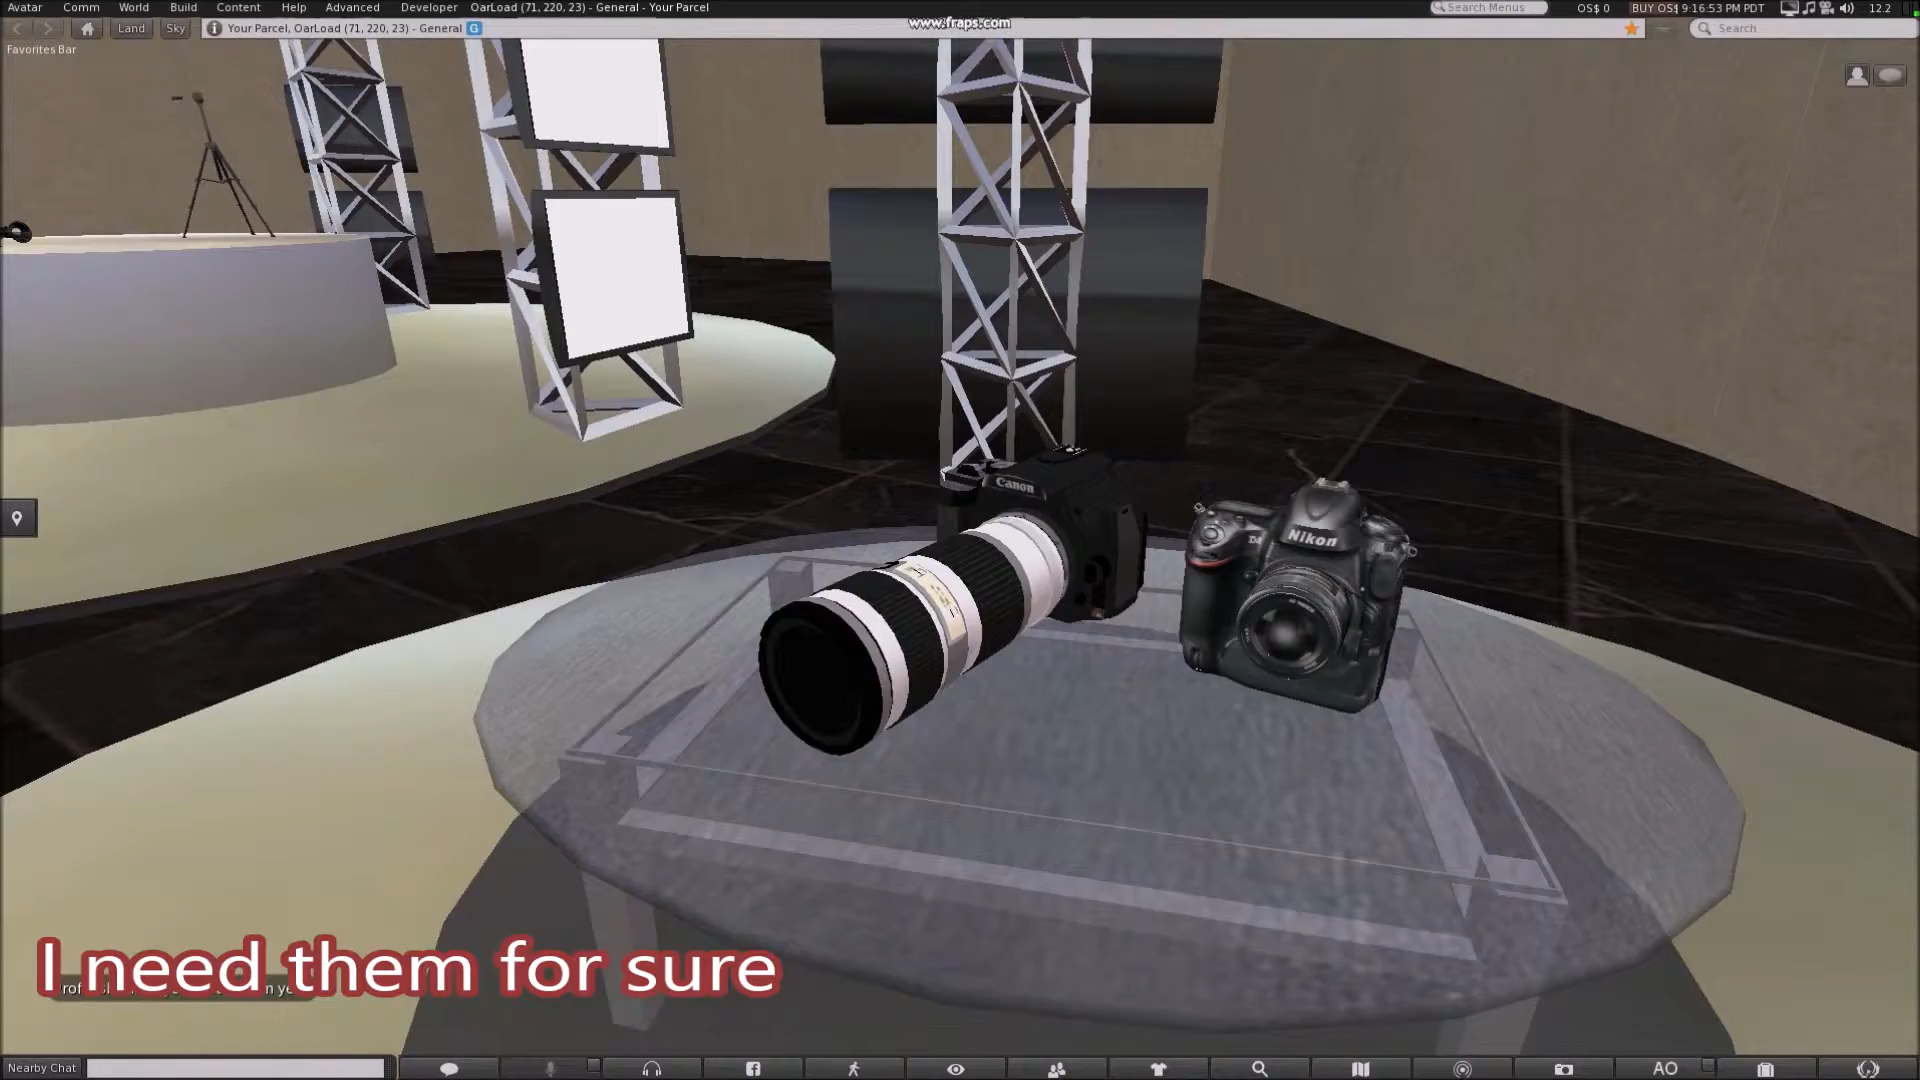 Avatar Comm World Build Content Help Advanced Developer OarLoad (71, 220, 23) - General - Your Parcel Search Menus OS$ 0 BUY OS$ 9:16:53 PM PDT 12.2
www.fraps.com
Land Sky Your Parcel, OarLoad (71, 220, 23) - General G Search
Favorites Bar
Canon
Nikon
I need them for sure
Nearby Chat AO